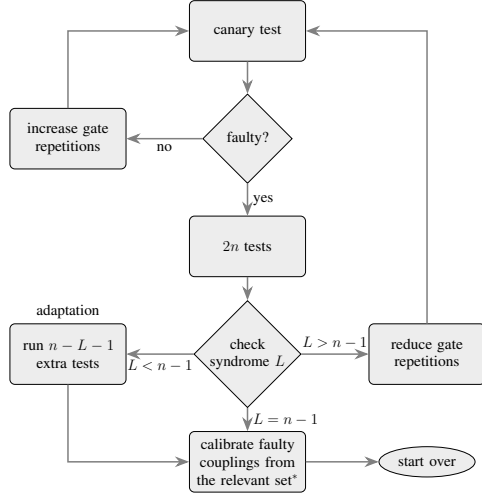 canary test
increase gate
repetitions
faulty?
no
yes
2n tests
adaptation
run n − L − 1
extra tests
L < n − 1
check
syndrome L
L > n − 1
reduce gate
repetitions
L = n − 1
calibrate faulty
couplings from
the relevant set*
start over